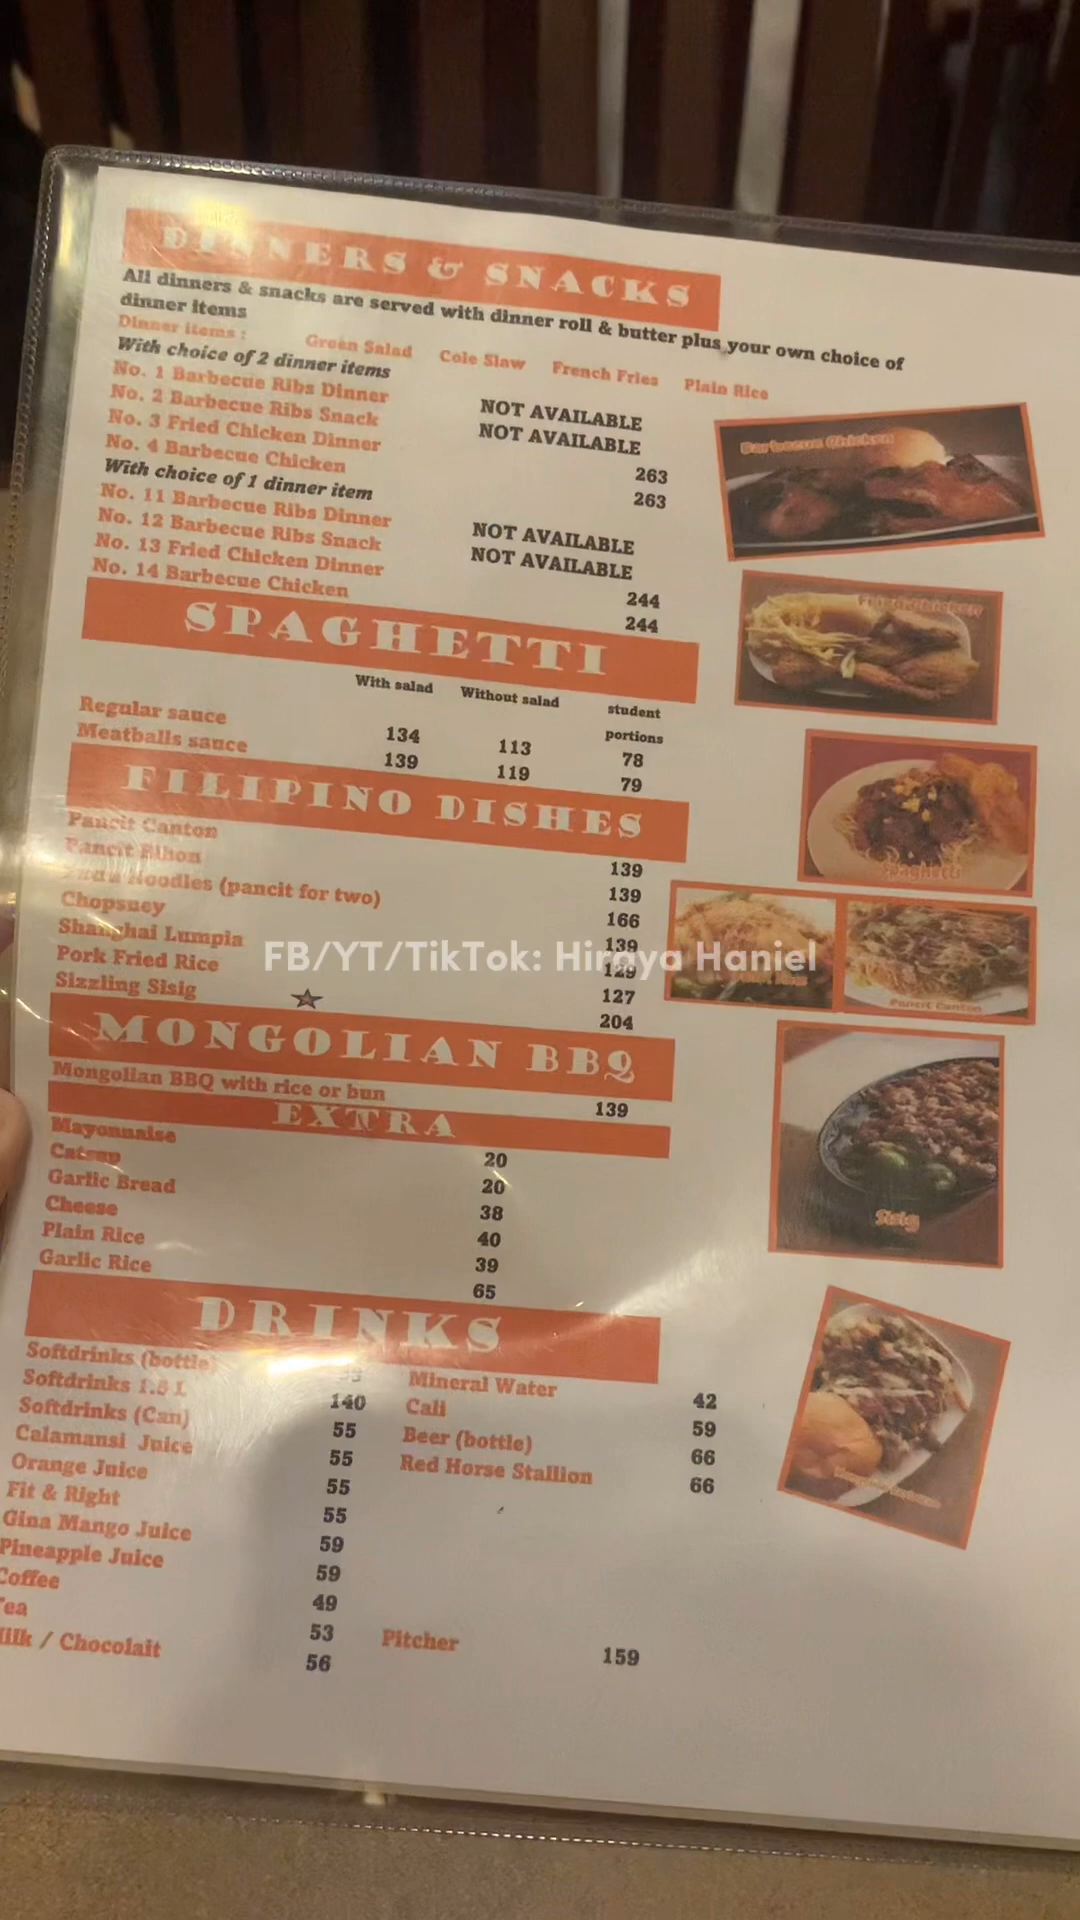 DINNERS & SNACKS
All dinners & snacks are served with dinner roll & butter plus your own choice of
dinner items
Dinner items : Green Salad Cole Slaw French Fries Plain Rice
With choice of 2 dinner items
No. 1 Barbecue Ribs Dinner NOT AVAILABLE
No. 2 Barbecue Ribs Snack NOT AVAILABLE
No. 3 Fried Chicken Dinner 263
No. 4 Barbecue Chicken 263
With choice of 1 dinner item
No. 11 Barbecue Ribs Dinner NOT AVAILABLE
No. 12 Barbecue Ribs Snack NOT AVAILABLE
No. 13 Fried Chicken Dinner 244
No. 14 Barbecue Chicken 244
Barbecue Chicken
Fried Chicken
SPAGHETTI
With salad Without salad student
portions
Regular sauce 134 113 78
Meatballs sauce 139 119 79
Spaghetti
FILIPINO DISHES
Pancit Canton 139
Pancit Bihon 139
Noodles (pancit for two) 166
Chopsuey 139
Shanghai Lumpia 129
Pork Fried Rice 127
Sizzling Sisig 204
Pancit Canton
FB/YT/TikTok: Hiraya Haniel
MONGOLIAN BBQ
Mongolian BBQ with rice or bun 139
Sisig
EXTRA
Mayonnaise 20
Catsup 20
Garlic Bread 38
Cheese 40
Plain Rice 39
Garlic Rice 65
DRINKS
Softdrinks (bottle) Mineral Water 42
Softdrinks 1.5 L 140 Cali 59
Softdrinks (Can) 55 Beer (bottle) 66
Calamansi Juice 55 Red Horse Stallion 66
Orange Juice 55
Fit & Right 55
Gina Mango Juice 59
Pineapple Juice 59
Coffee 49
Tea 53 Pitcher 159
Milk / Chocolait 56